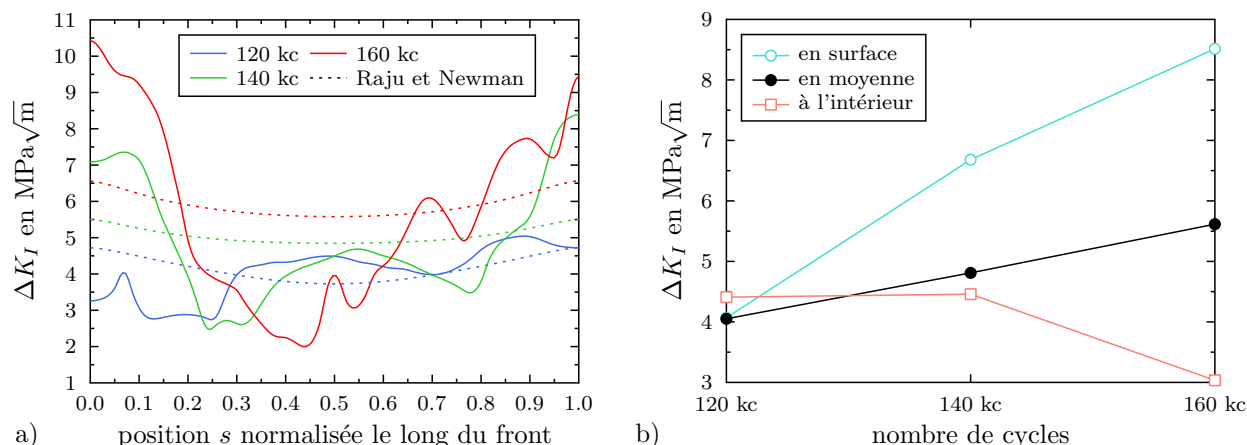 11
10
9
8
7
6
5
4
3
2
1
ΔK_I en MPa√m
120 kc
140 kc
160 kc
Raju et Newman
0.0 0.1 0.2 0.3 0.4 0.5 0.6 0.7 0.8 0.9 1.0
a) position s normalisée le long du front
9
8
7
6
5
4
3
ΔK_I en MPa√m
en surface
en moyenne
à l'intérieur
120 kc 140 kc 160 kc
b) nombre de cycles